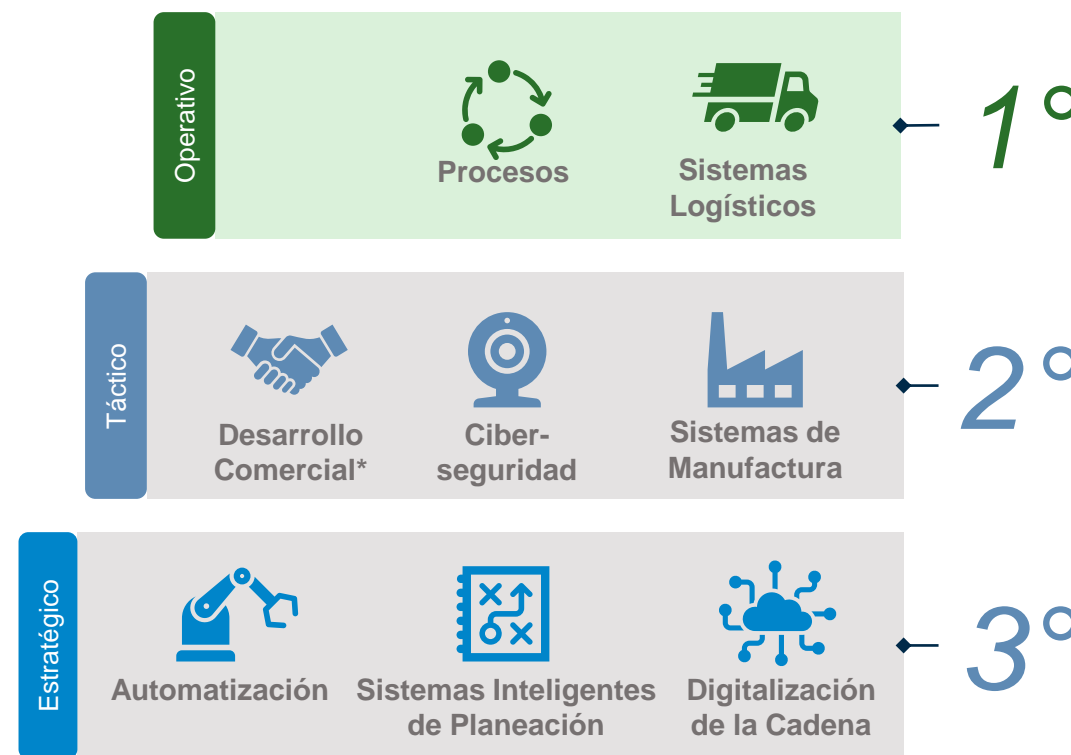 Operativo
Procesos
Sistemas
Logísticos
1°
Táctico
Desarrollo
Comercial*
Ciber-
seguridad
Sistemas de
Manufactura
2°
Estratégico
Automatización
Sistemas Inteligentes
de Planeación
Digitalización
de la Cadena
3°